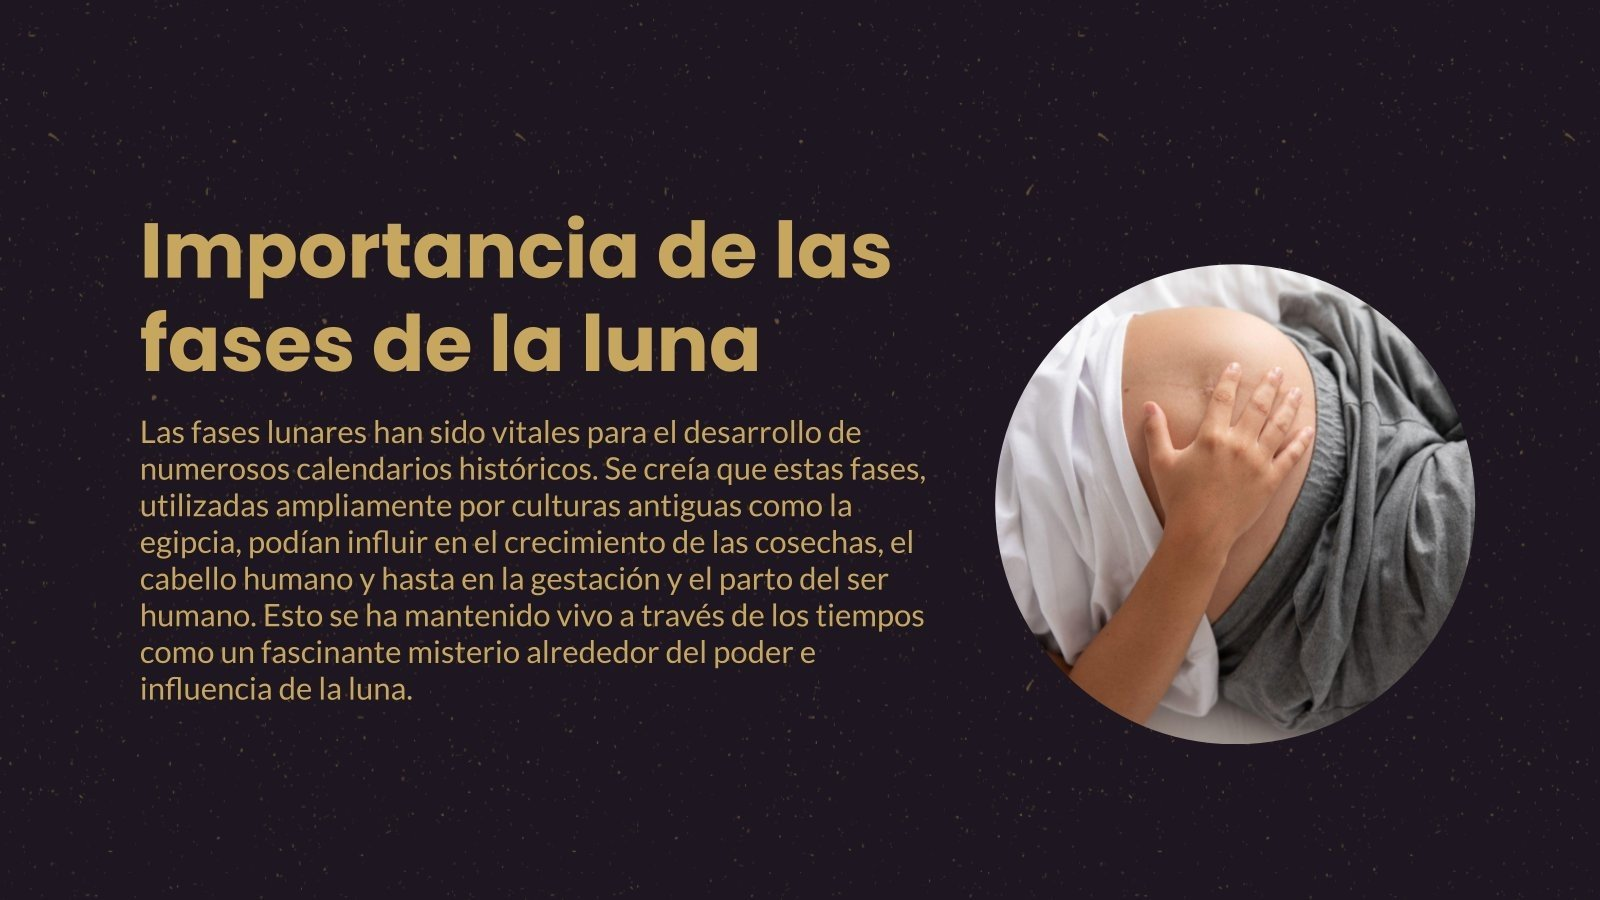 Importancia de las
fases de la luna
Las fases lunares han sido vitales para el desarrollo de
numerosos calendarios históricos. Se creía que estas fases,
utilizadas ampliamente por culturas antiguas como la
egipcia, podían influir en el crecimiento de las cosechas, el
cabello humano y hasta en la gestación y el parto del ser
humano. Esto se ha mantenido vivo a través de los tiempos
como un fascinante misterio alrededor del poder e
influencia de la luna.